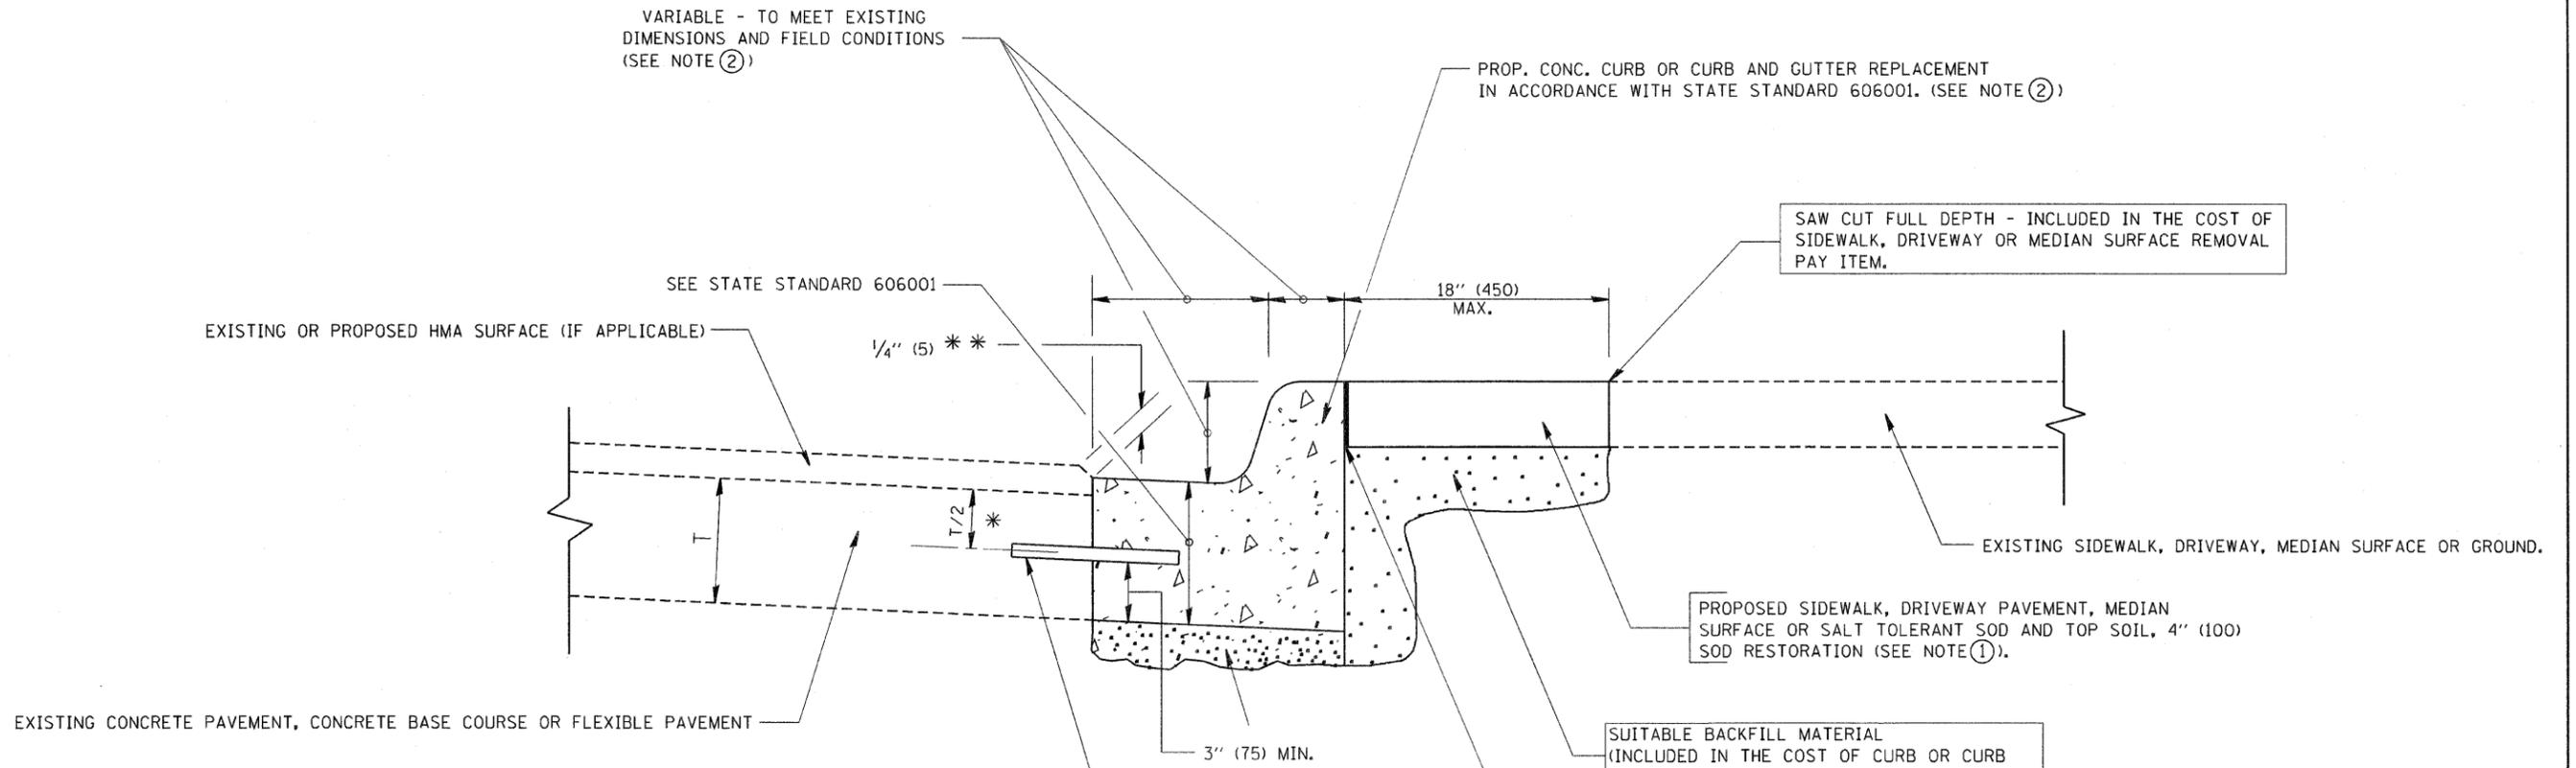 VARIABLE - TO MEET EXISTING
DIMENSIONS AND FIELD CONDITIONS
(SEE NOTE ②)
PROP. CONC. CURB OR CURB AND GUTTER REPLACEMENT
IN ACCORDANCE WITH STATE STANDARD 606001. (SEE NOTE ②)
SAW CUT FULL DEPTH - INCLUDED IN THE COST OF
SIDEWALK, DRIVEWAY OR MEDIAN SURFACE REMOVAL
PAY ITEM.
SEE STATE STANDARD 606001
18" (450)
MAX.
EXISTING OR PROPOSED HMA SURFACE (IF APPLICABLE)
1/4" (5) * *
T
T/2 *
EXISTING SIDEWALK, DRIVEWAY, MEDIAN SURFACE OR GROUND.
PROPOSED SIDEWALK, DRIVEWAY PAVEMENT, MEDIAN
SURFACE OR SALT TOLERANT SOD AND TOP SOIL, 4" (100)
SOD RESTORATION (SEE NOTE ①).
EXISTING CONCRETE PAVEMENT, CONCRETE BASE COURSE OR FLEXIBLE PAVEMENT
3" (75) MIN.
SUITABLE BACKFILL MATERIAL
(INCLUDED IN THE COST OF CURB OR CURB